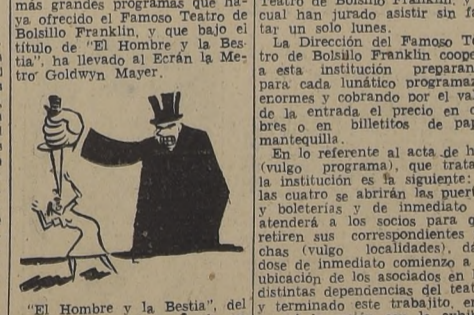 más grandes programas que ha-
ya ofrecido el Famoso Teatro de
Bolsillo Franklin, y que bajo el
título de "El Hombre y la Bes-
tia", ha llevado al Ecrán la Me-
tro Goldwyn Mayer.
"El Hombre y la Bestia", del
Teatro de Bolsillo Franklin, y
cual han jurado asistir sin
tar un solo lunes.
La Dirección del Famoso
tro de Bolsillo Franklin coope
a esta institución preparan
para cada lunático programa
enormes y cobrando por el val
de la entrada el precio en
bres o en billetitos de pap
mantequilla.
En lo referente al acta de h
(vulgo programa), que trata
la institución es la siguiente:
las cuatro se abrirán las puert
y boleterías y de inmediato
atenderá a los socios para q
retiren sus correspondientes
chas (vulgo localidades), d
dose de inmediato comienzo a
ubicación de los asociados en
distintas dependencias del teat
y terminado este trabajito, en